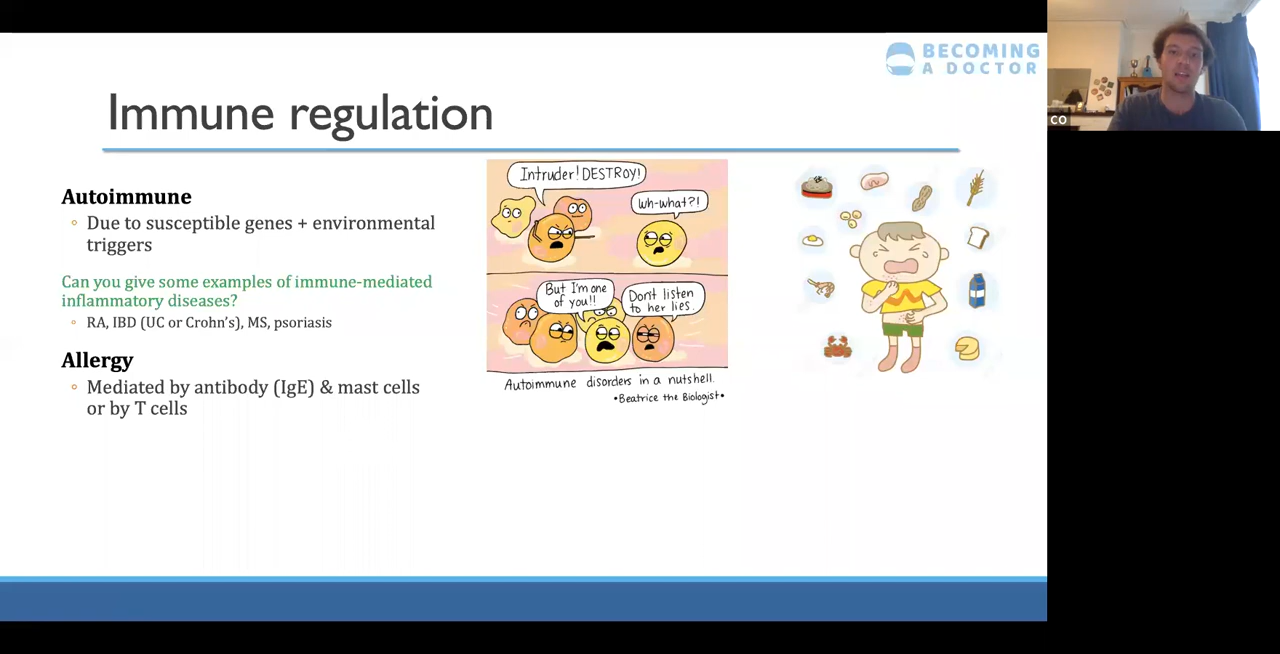 BECOMING
A DOCTOR
CO
Immune regulation
Autoimmune
◦ Due to susceptible genes + environmental
triggers
Can you give some examples of immune-mediated
inflammatory diseases?
◦ RA, IBD (UC or Crohn's), MS, psoriasis
Allergy
◦ Mediated by antibody (IgE) & mast cells
or by T cells
Intruder! DESTROY!
Wh-what?!
But I'm one
of you!!
Don't listen
to her lies.
Autoimmune disorders in a nutshell.
•Beatrice the Biologist•